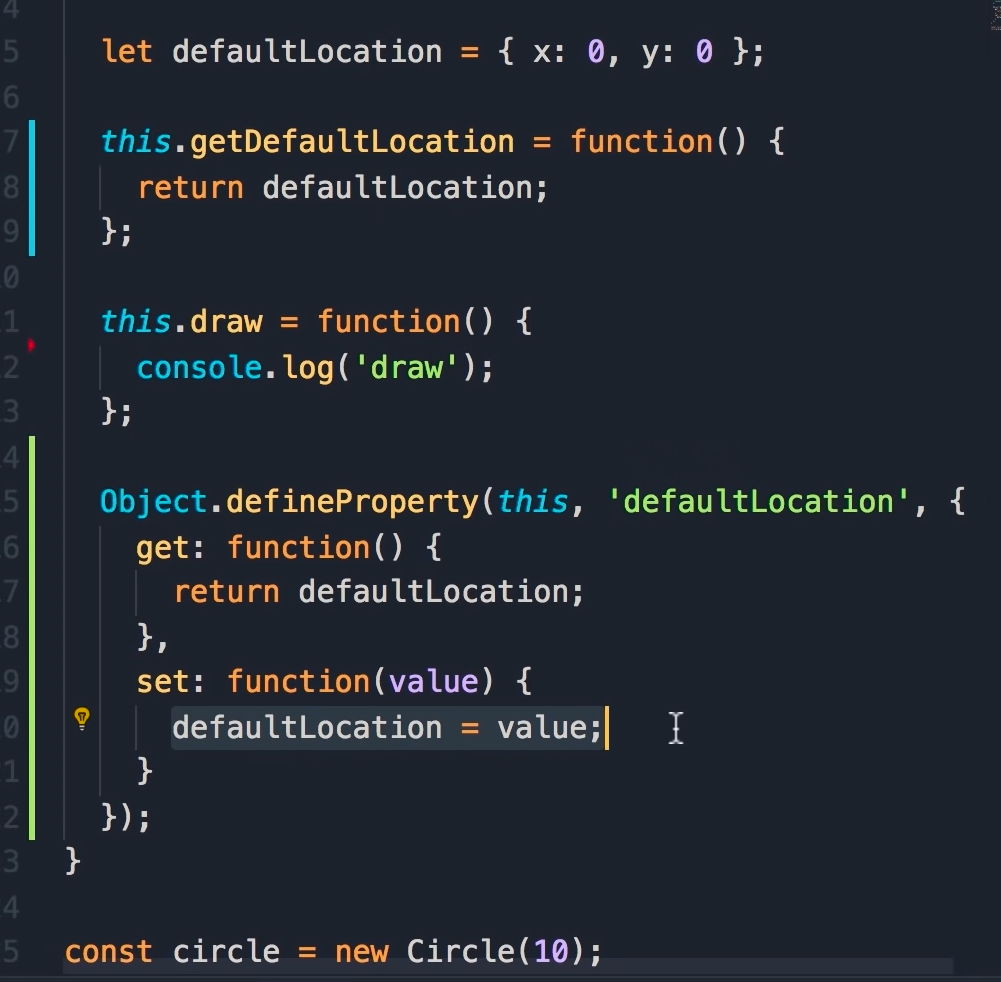 4
5 let defaultLocation = { x: 0, y: 0 };
6
7 this.getDefaultLocation = function() {
8 return defaultLocation;
9 };
0
1 this.draw = function() {
2 console.log('draw');
3 };
4
5 Object.defineProperty(this, 'defaultLocation', {
6 get: function() {
7 return defaultLocation;
8 },
9 set: function(value) {
0 defaultLocation = value;
1 }
2 });
3 }
4
5 const circle = new Circle(10);